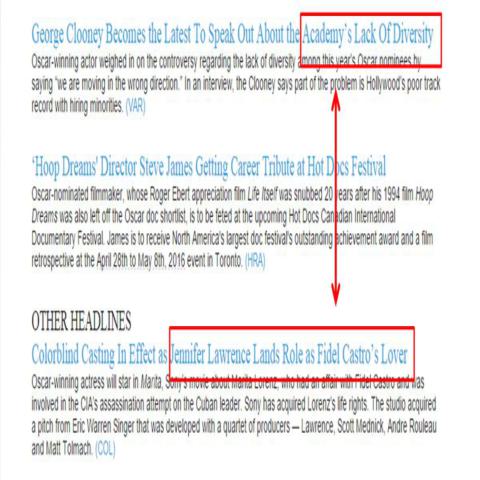 George Clooney Becomes the Latest To Speak Out About the Academy's Lack Of Diversity
Oscar-winning actor weighed in on the controversy regarding the lack of diversity among this year's Oscar nominees by
saying “we are moving in the wrong direction.” In an interview, the Clooney says part of the problem is Hollywood's poor track
record with hiring minorities. (VAR)
‘Hoop Dreams' Director Steve James Getting Career Tribute at Hot Docs Festival
Oscar-nominated filmmaker, whose Roger Ebert appreciation film Life Itself was snubbed 20 years after his 1994 film Hoop
Dreams was also left off the Oscar doc shortlist, is to be feted at the upcoming Hot Docs Canadian International
Documentary Festival. James is to receive North America's largest doc festival's outstanding achievement award and a film
retrospective at the April 28th to May 8th, 2016 event in Toronto. (HRA)
OTHER HEADLINES
Colorblind Casting In Effect as Jennifer Lawrence Lands Role as Fidel Castro's Lover
Oscar-winning actress will star in Marita, Sony's movie about Marita Lorenz, who had an affair with Fidel Castro and was
involved in the CIA's assassination attempt on the Cuban leader. Sony has acquired Lorenz's life rights. The studio acquired
a pitch from Eric Warren Singer that was developed with a quartet of producers — Lawrence, Scott Mednick, Andre Rouleau
and Matt Tolmach. (COL)